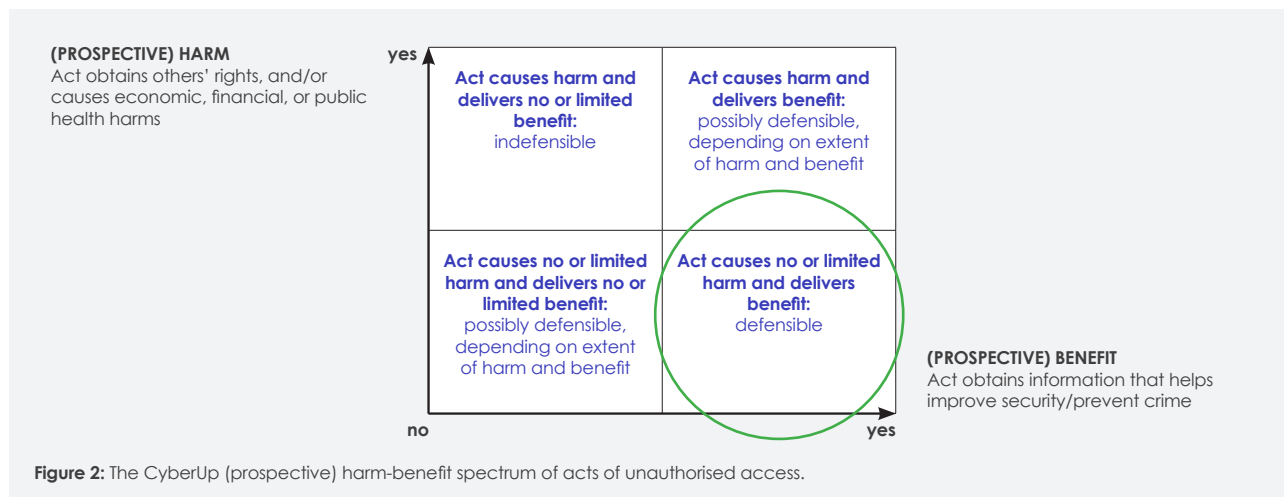 (PROSPECTIVE) HARM
Act obtains others' rights, and/or
causes economic, financial, or public
health harms
yes
Act causes harm and
delivers no or limited
benefit:
indefensible
Act causes harm and
delivers benefit:
possibly defensible,
depending on extent
of harm and benefit
Act causes no or limited
harm and delivers no or
limited benefit:
possibly defensible,
depending on extent
of harm and benefit
Act causes no or limited
harm and delivers
benefit:
defensible
(PROSPECTIVE) BENEFIT
Act obtains information that helps
improve security/prevent crime
no
yes
Figure 2: The CyberUp (prospective) harm-benefit spectrum of acts of unauthorised access.